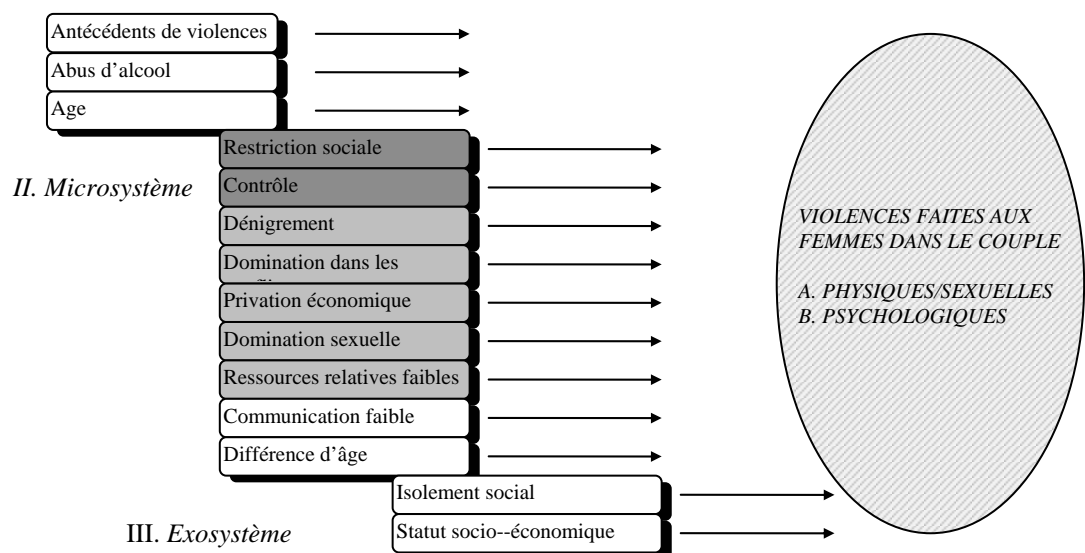 Antécédents de violences
Abus d'alcool
Age
Restriction sociale
II. Microsystème
Contrôle
Dénigrement
Domination dans les
Privation économique
Domination sexuelle
Ressources relatives faibles
Communication faible
Différence d'âge
Isolement social
III. Exosystème
Statut socio--économique
VIOLENCES FAITES AUX
FEMMES DANS LE COUPLE
A. PHYSIQUES/SEXUELLES
B. PSYCHOLOGIQUES